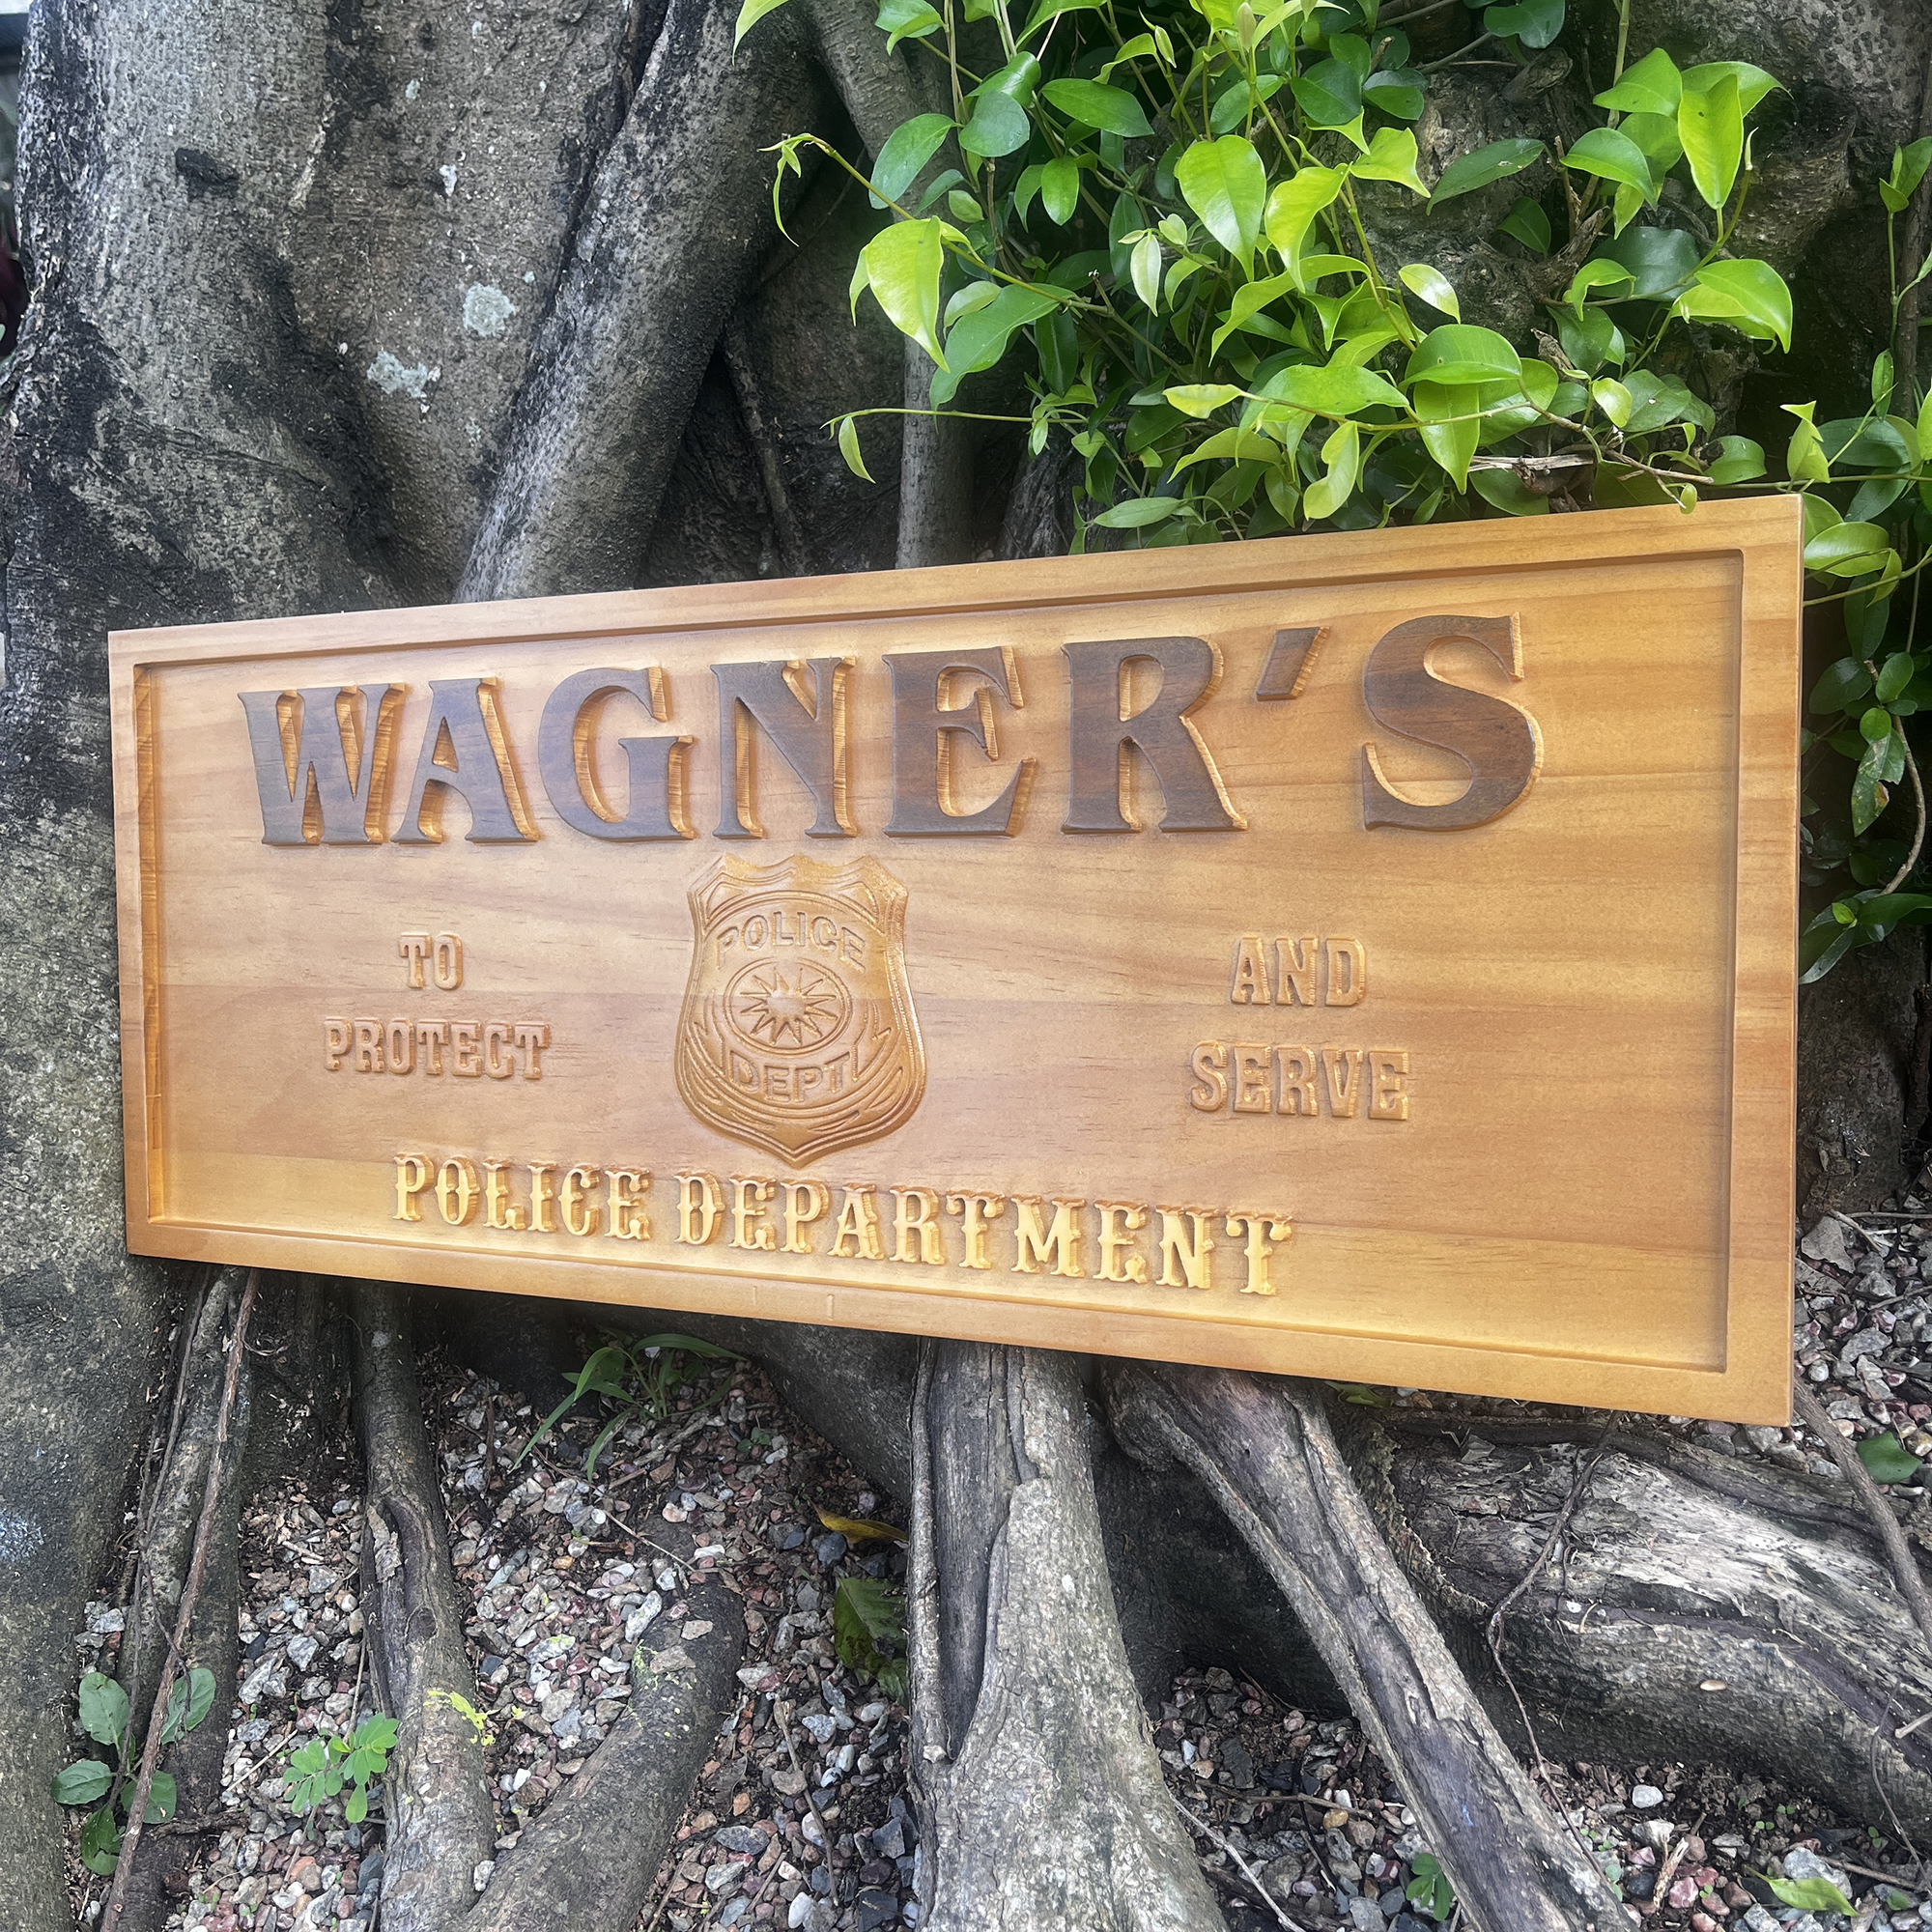 WAGNER'S
TO
PROTECT
POLICE
DEPT
AND
SERVE
POLICE DEPARTMENT